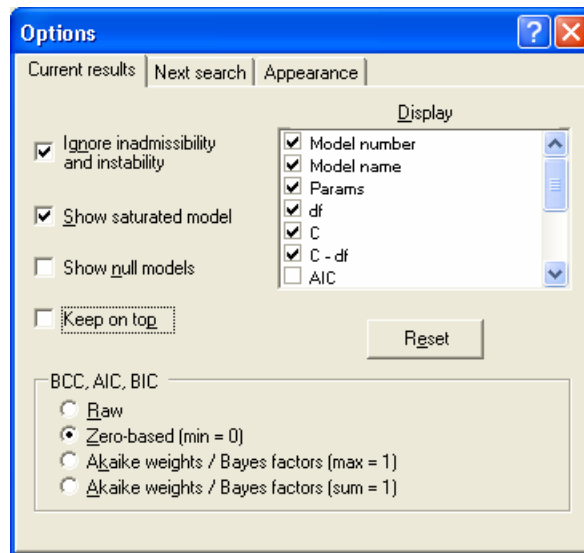 Options
?
Current results
Next search
Appearance
Ignore inadmissibility
and instability
Show saturated model
Show null models
Keep on top
Display
Model number
Model name
Params
df
C
C - df
AIC
Reset
BCC, AIC, BIC
Raw
Zero-based (min = 0)
Akaike weights / Bayes factors (max = 1)
Akaike weights / Bayes factors (sum = 1)